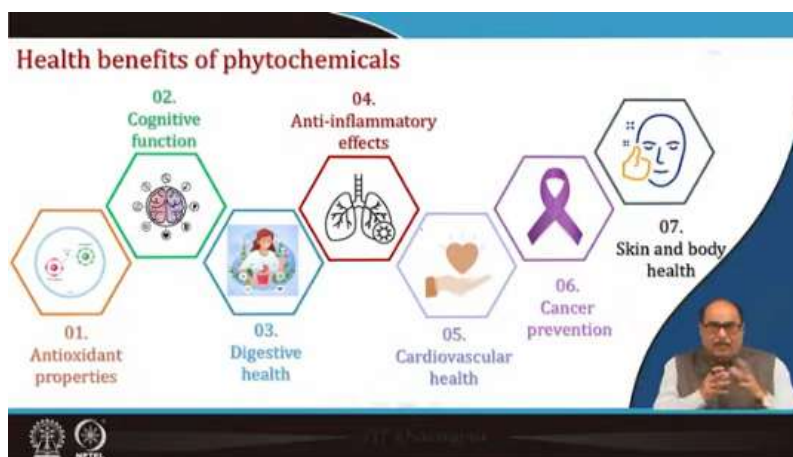 Health benefits of phytochemicals
01.
Antioxidant
properties
02.
Cognitive
function
03.
Digestive
health
04.
Anti-inflammatory
effects
05.
Cardiovascular
health
06.
Cancer
prevention
07.
Skin and body
health
NPTEL